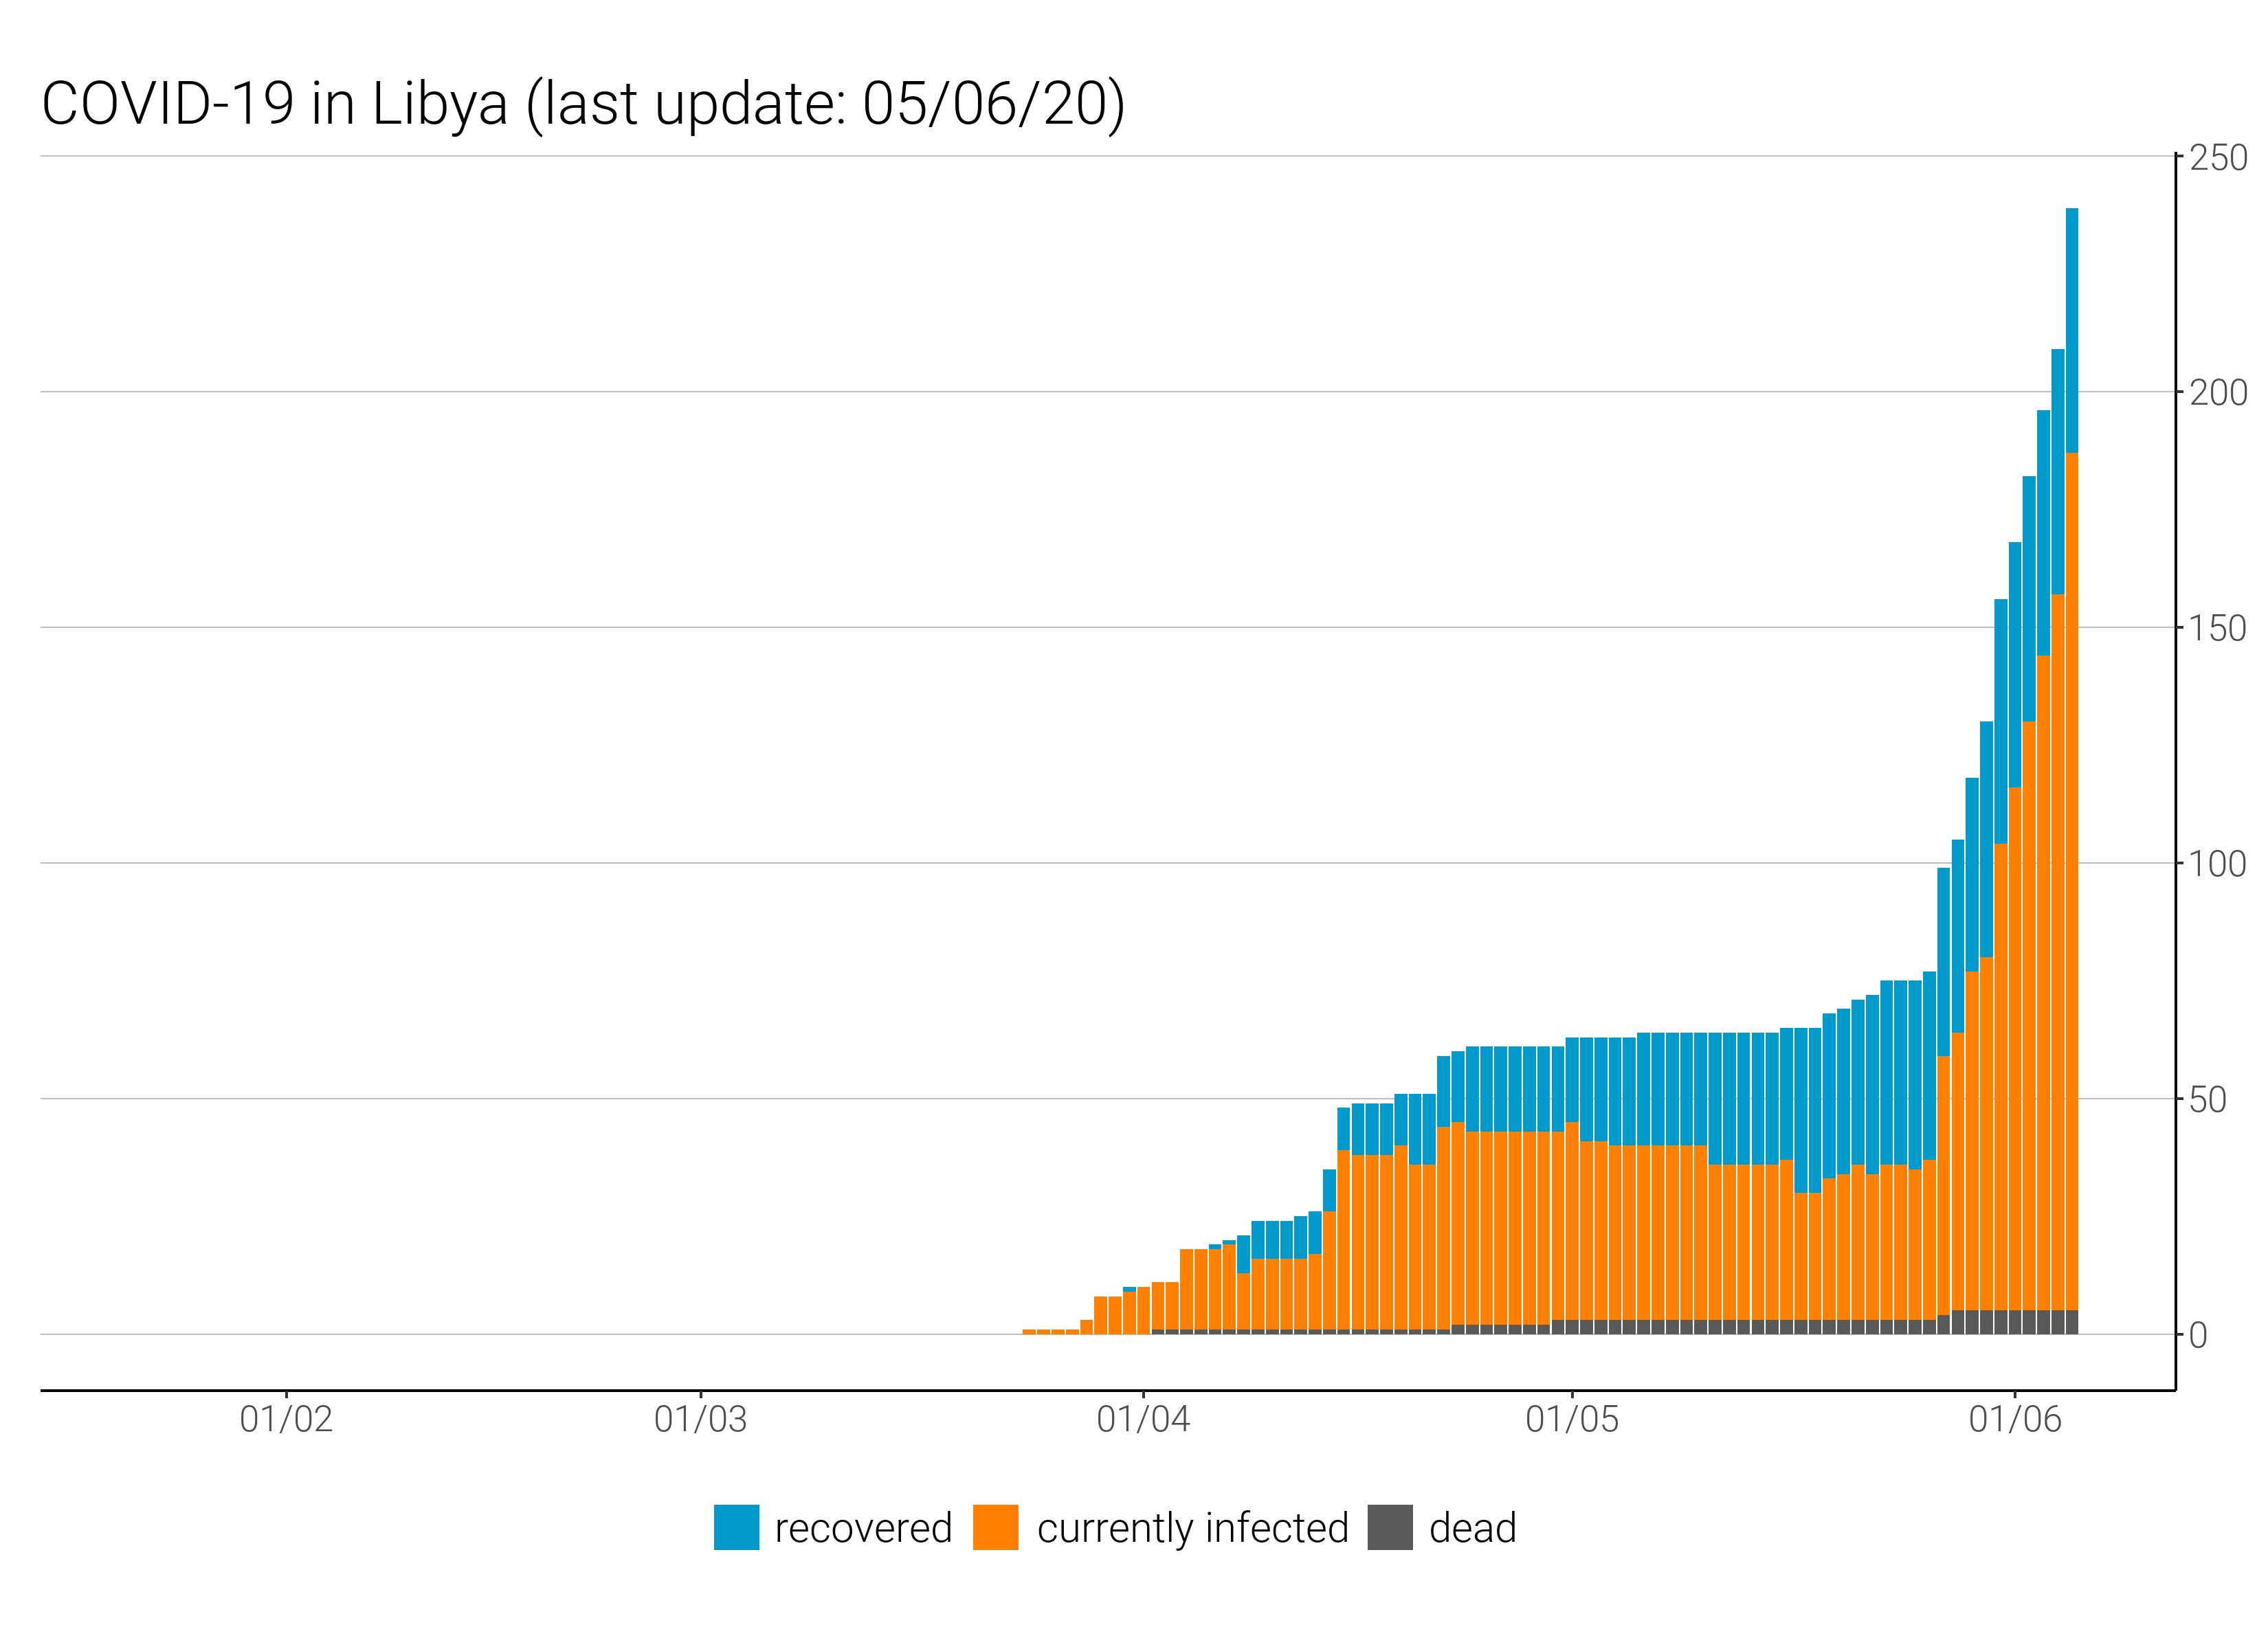 COVID-19 in Libya (last update: 05/06/20)
250
200
150
100
50
0
01/02 01/03 01/04 01/05 01/06
recovered currently infected dead